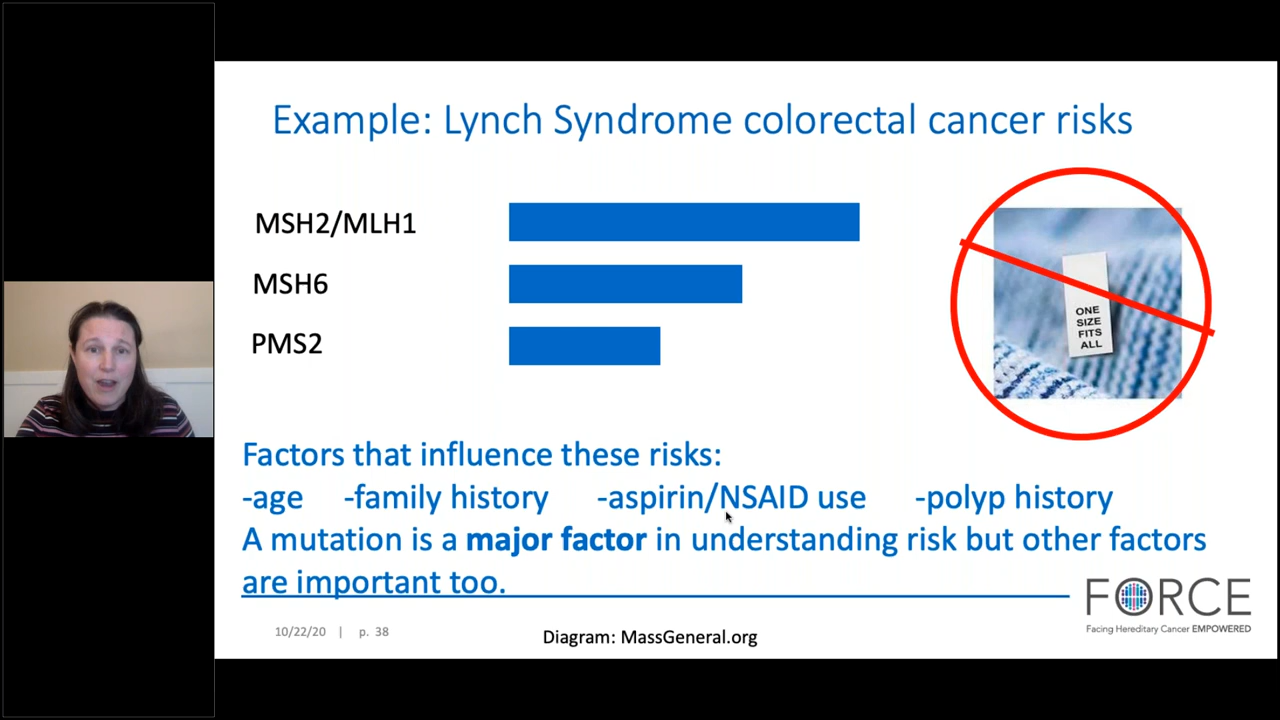 Example: Lynch Syndrome colorectal cancer risks
MSH2/MLH1
MSH6
PMS2
ONE
SIZE
FITS
ALL
Factors that influence these risks:
-age -family history -aspirin/NSAID use -polyp history
A mutation is a major factor in understanding risk but other factors
are important too.
FORCE
Facing Hereditary Cancer EMPOWERED
10/22/20 | p. 38
Diagram: MassGeneral.org